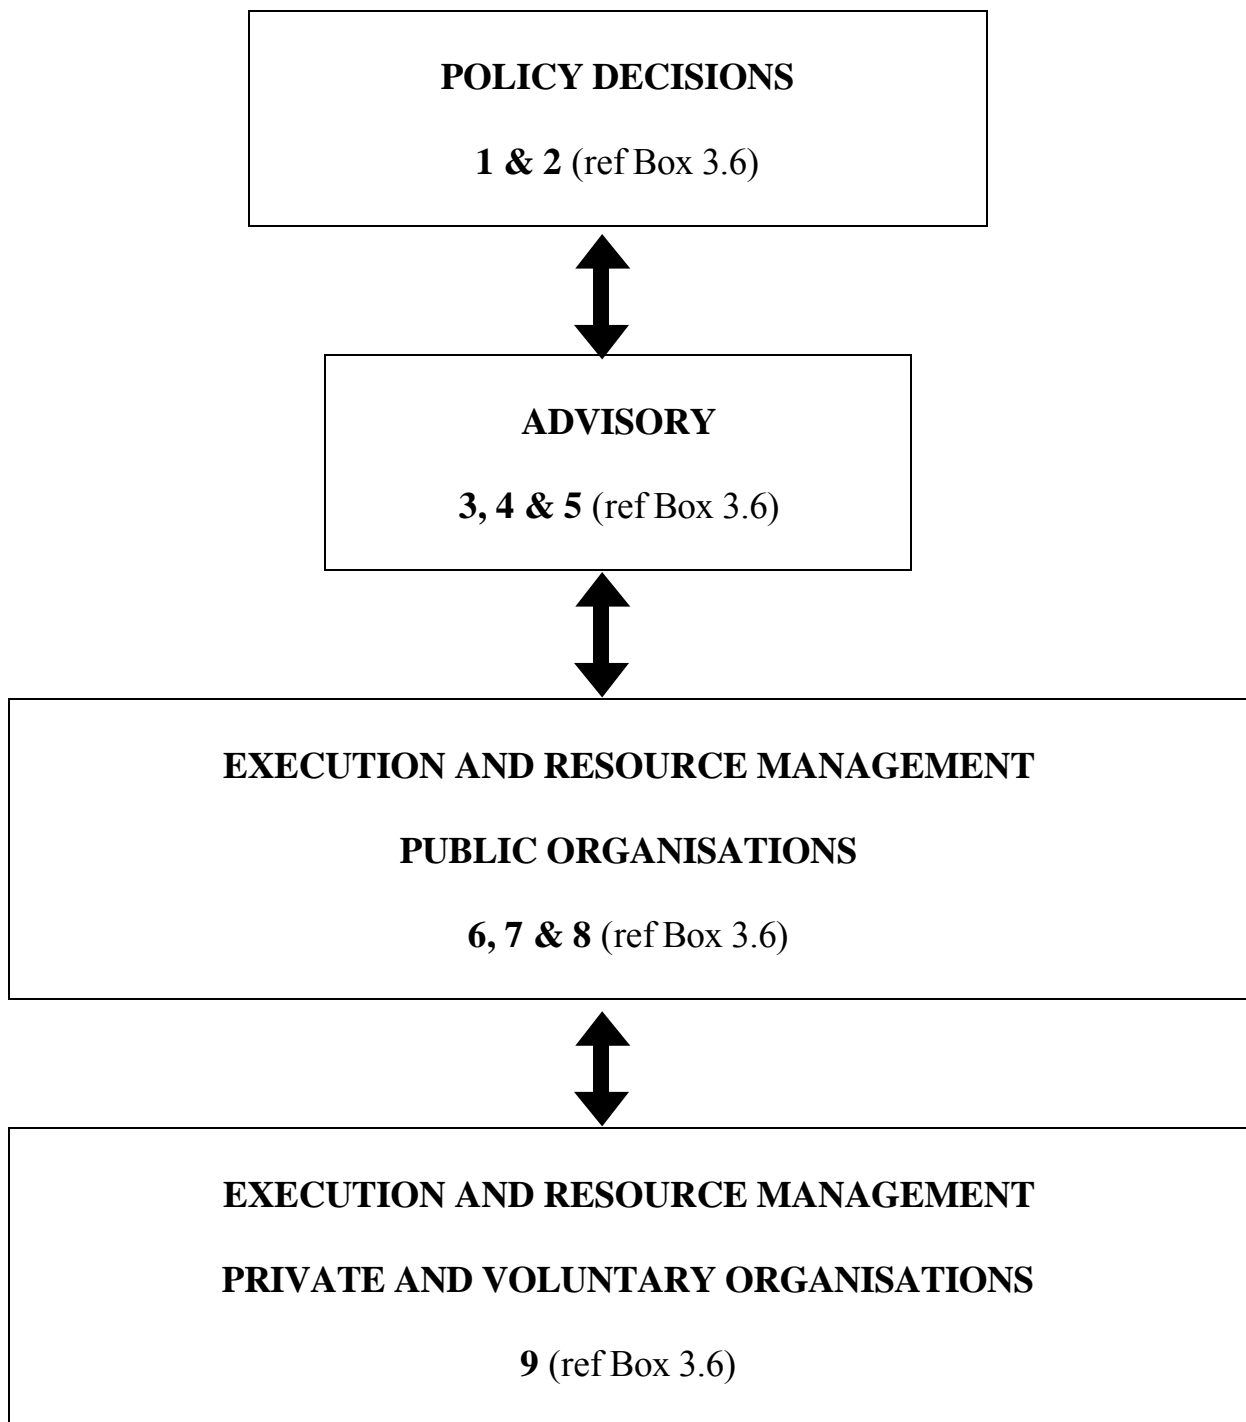 POLICY DECISIONS
1 & 2 (ref Box 3.6)
ADVISORY
3, 4 & 5 (ref Box 3.6)
EXECUTION AND RESOURCE MANAGEMENT
PUBLIC ORGANISATIONS
6, 7 & 8 (ref Box 3.6)
EXECUTION AND RESOURCE MANAGEMENT
PRIVATE AND VOLUNTARY ORGANISATIONS
9 (ref Box 3.6)